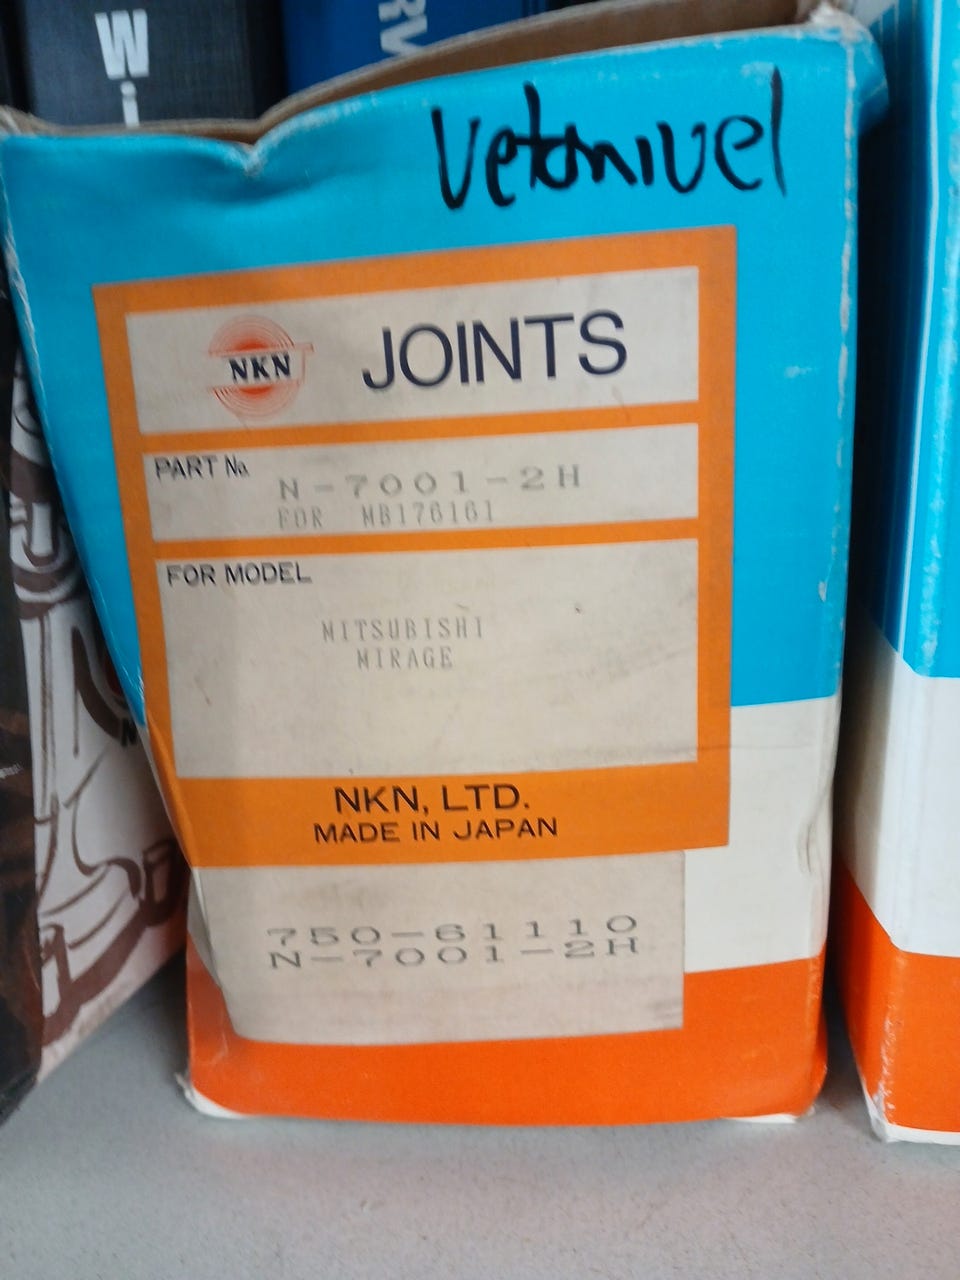 W
i
RV
Vetonivel
NKN
JOINTS
PART No.
N-7001-2H
FOR MB176161
FOR MODEL
MITSUBISHI
MIRAGE
NKN, LTD.
MADE IN JAPAN
750-61110
N-7001-2H